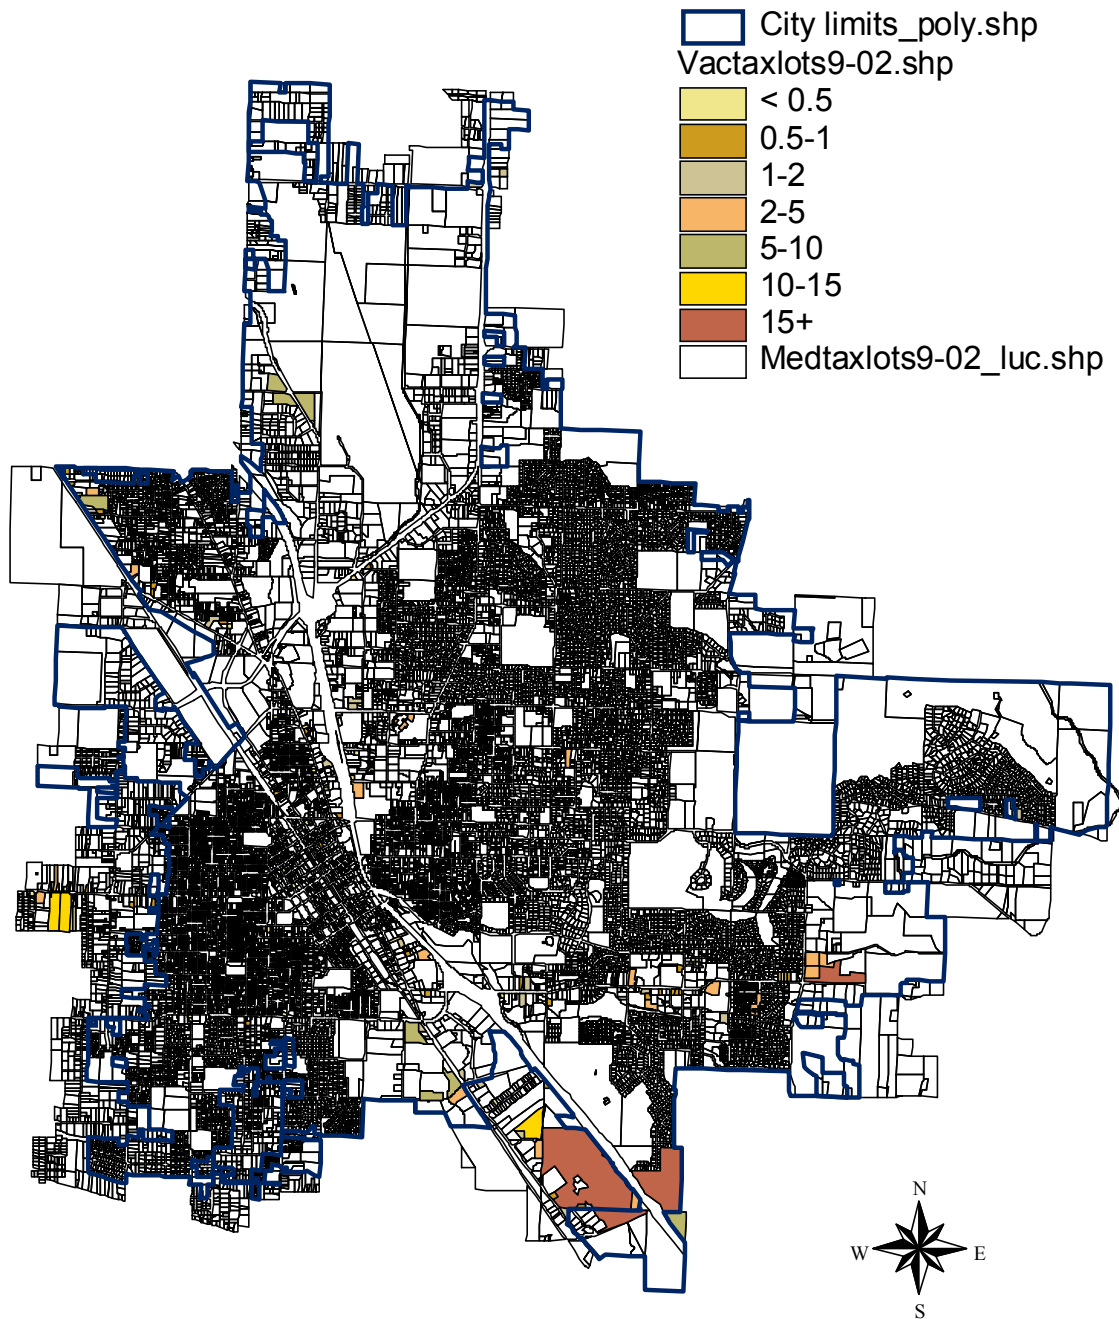 City limits_poly.shp
Vactaxlots9-02.shp
< 0.5
0.5-1
1-2
2-5
5-10
10-15
15+
Medtaxlots9-02_luc.shp
N
W E
S